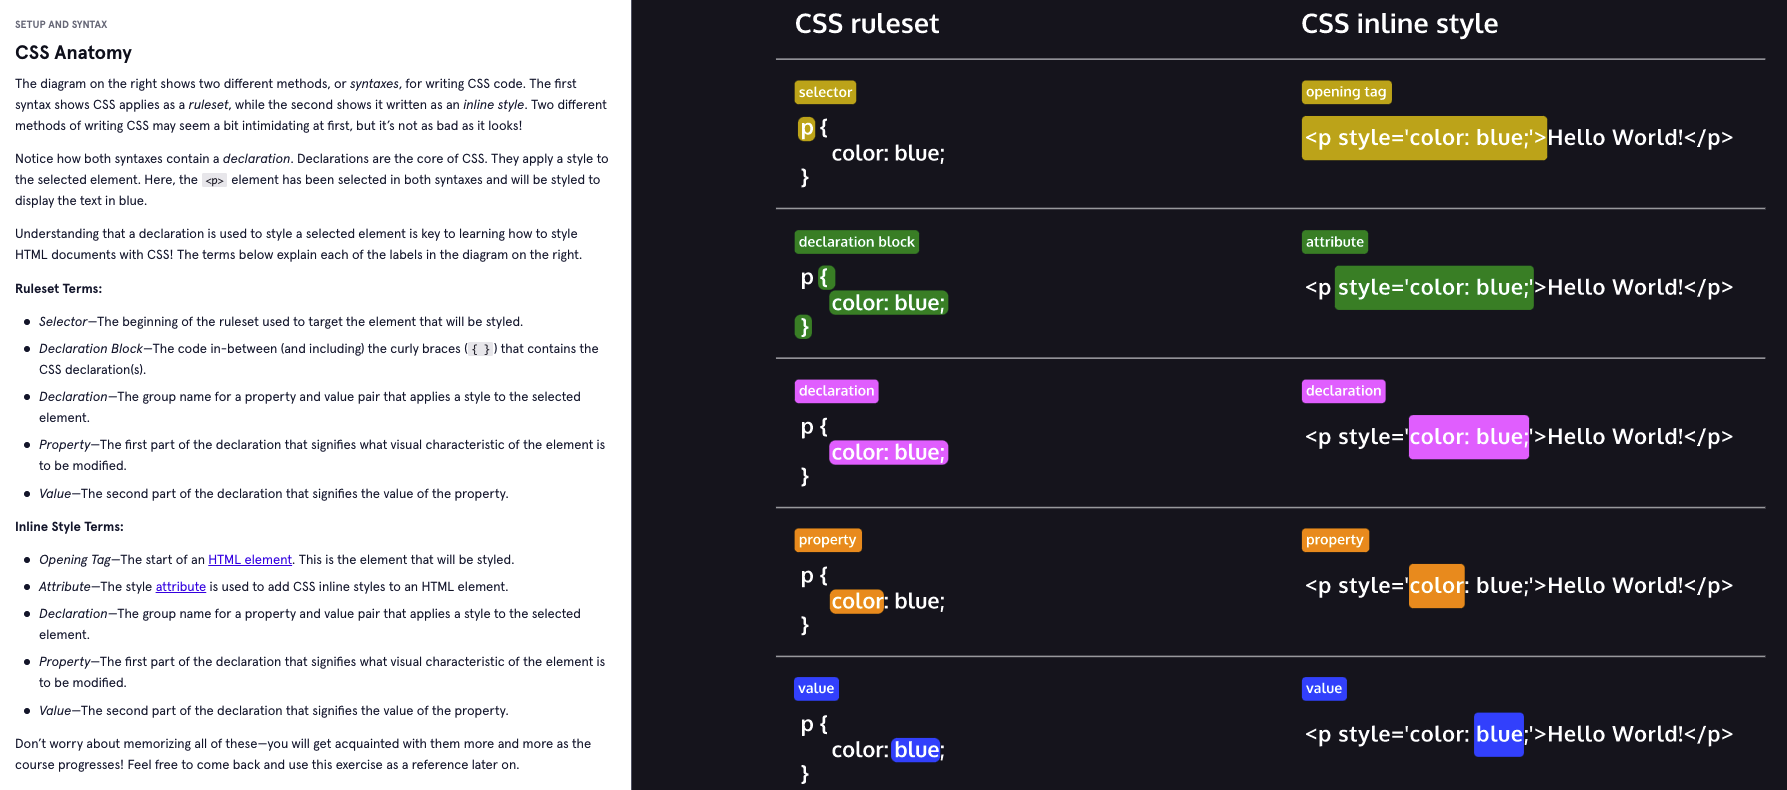 SETUP AND SYNTAX
CSS Anatomy
The diagram on the right shows two different methods, or syntaxes, for writing CSS code. The first
syntax shows CSS applies as a ruleset, while the second shows it written as an inline style. Two different
methods of writing CSS may seem a bit intimidating at first, but it’s not as bad as it looks!
Notice how both syntaxes contain a declaration. Declarations are the core of CSS. They apply a style to
the selected element. Here, the <p> element has been selected in both syntaxes and will be styled to
display the text in blue.
Understanding that a declaration is used to style a selected element is key to learning how to style
HTML documents with CSS! The terms below explain each of the labels in the diagram on the right.
Ruleset Terms:
● Selector—The beginning of the ruleset used to target the element that will be styled.
● Declaration Block—The code in-between (and including) the curly braces ( { } ) that contains the
CSS declaration(s).
● Declaration—The group name for a property and value pair that applies a style to the selected
element.
● Property—The first part of the declaration that signifies what visual characteristic of the element is
to be modified.
● Value—The second part of the declaration that signifies the value of the property.
Inline Style Terms:
● Opening Tag—The start of an HTML element. This is the element that will be styled.
● Attribute—The style attribute is used to add CSS inline styles to an HTML element.
● Declaration—The group name for a property and value pair that applies a style to the selected
element.
● Property—The first part of the declaration that signifies what visual characteristic of the element is
to be modified.
● Value—The second part of the declaration that signifies the value of the property.
Don’t worry about memorizing all of these—you will get acquainted with them more and more as the
course progresses! Feel free to come back and use this exercise as a reference later on.
CSS ruleset
CSS inline style
selector
p {
color: blue;
}
opening tag
<p style='color: blue;'>Hello World!</p>
declaration block
p {
color: blue;
}
attribute
<p style='color: blue;'>Hello World!</p>
declaration
p {
color: blue;
}
declaration
<p style='color: blue;'>Hello World!</p>
property
p {
color: blue;
}
property
<p style='color: blue;'>Hello World!</p>
value
p {
color: blue;
}
value
<p style='color: blue;'>Hello World!</p>